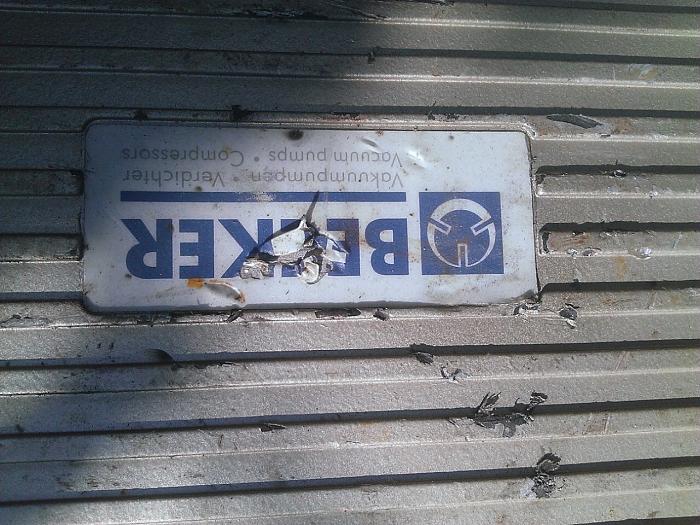 BECKER
Vakuumpumpen • Verdichter
Vacuum pumps • Compressors